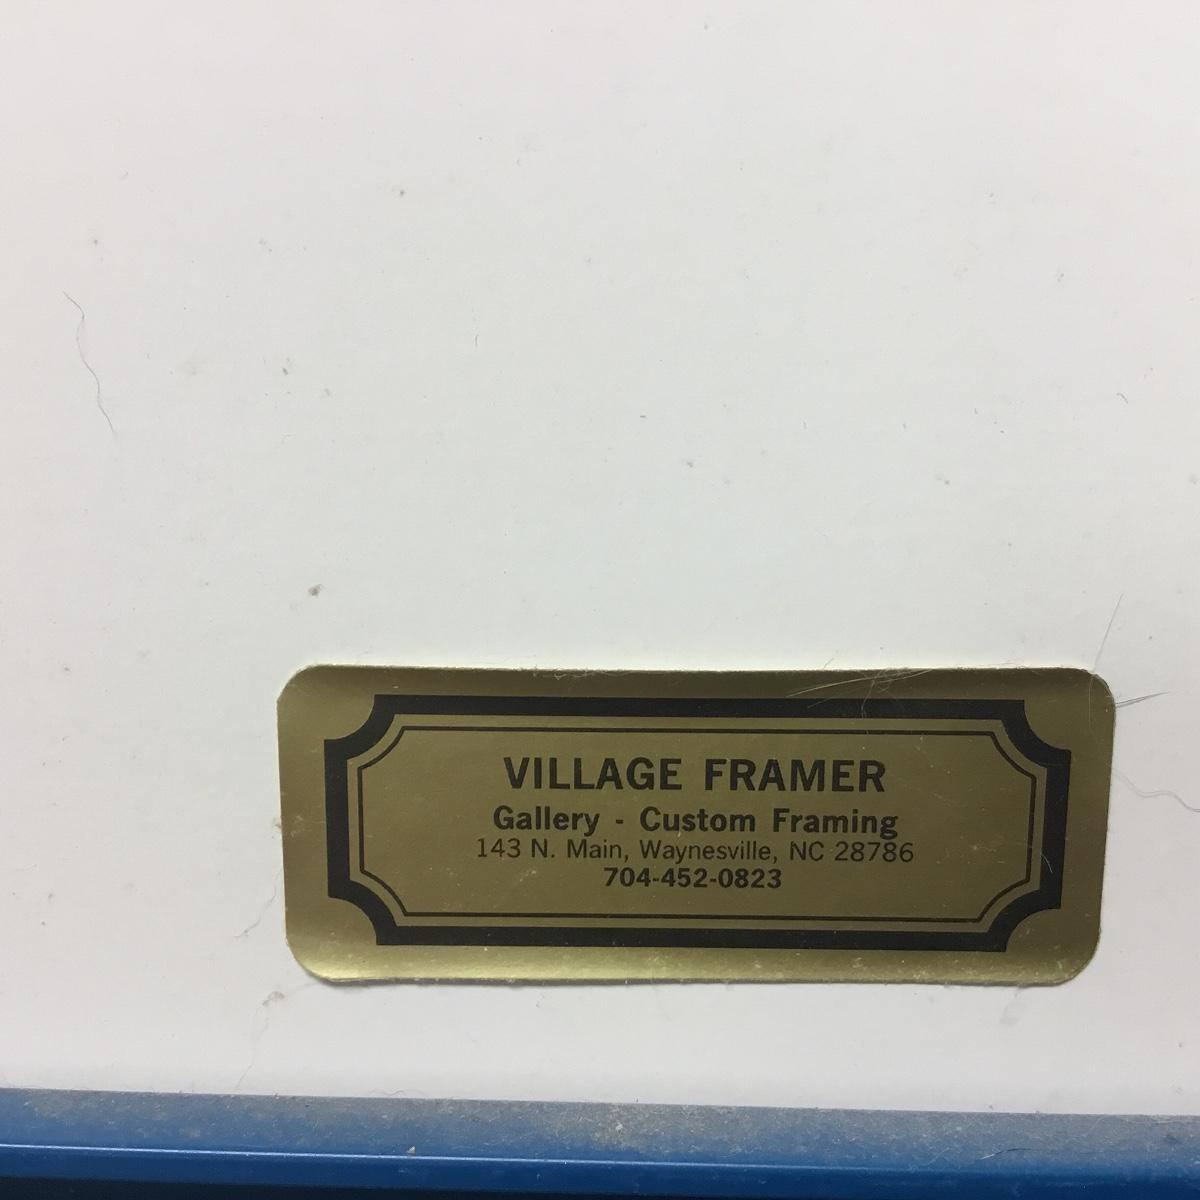 VILLAGE FRAMER
Gallery - Custom Framing
143 N. Main, Waynesville, NC 28786
704-452-0823